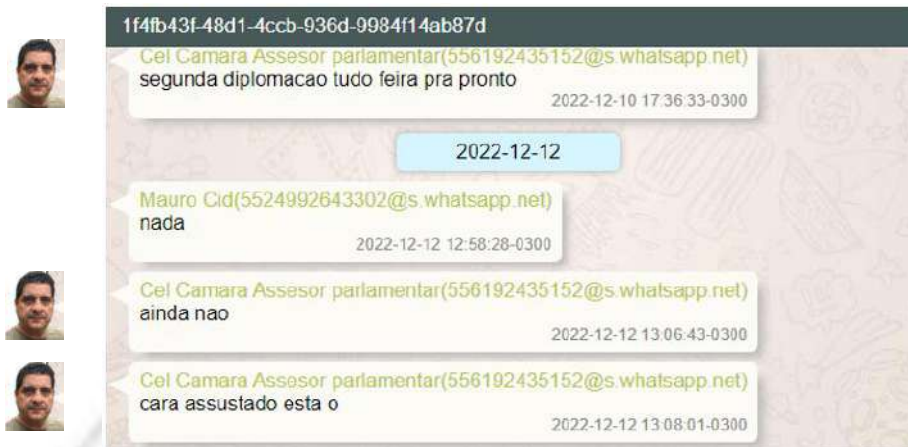 1f4fb43f-48d1-4ccb-936d-9984f14ab87d
Cel Camara Assesor parlamentar(556192435152@s.whatsapp.net)
segunda diplomacao tudo feira pra pronto
2022-12-10 17:36:33-0300
2022-12-12
Mauro Cid(5524992643302@s.whatsapp.net)
nada
2022-12-12 12:58:28-0300
Cel Camara Assesor parlamentar(556192435152@s.whatsapp.net)
ainda nao
2022-12-12 13:06:43-0300
Cel Camara Assesor parlamentar(556192435152@s.whatsapp.net)
cara assustado esta o
2022-12-12 13:08:01-0300